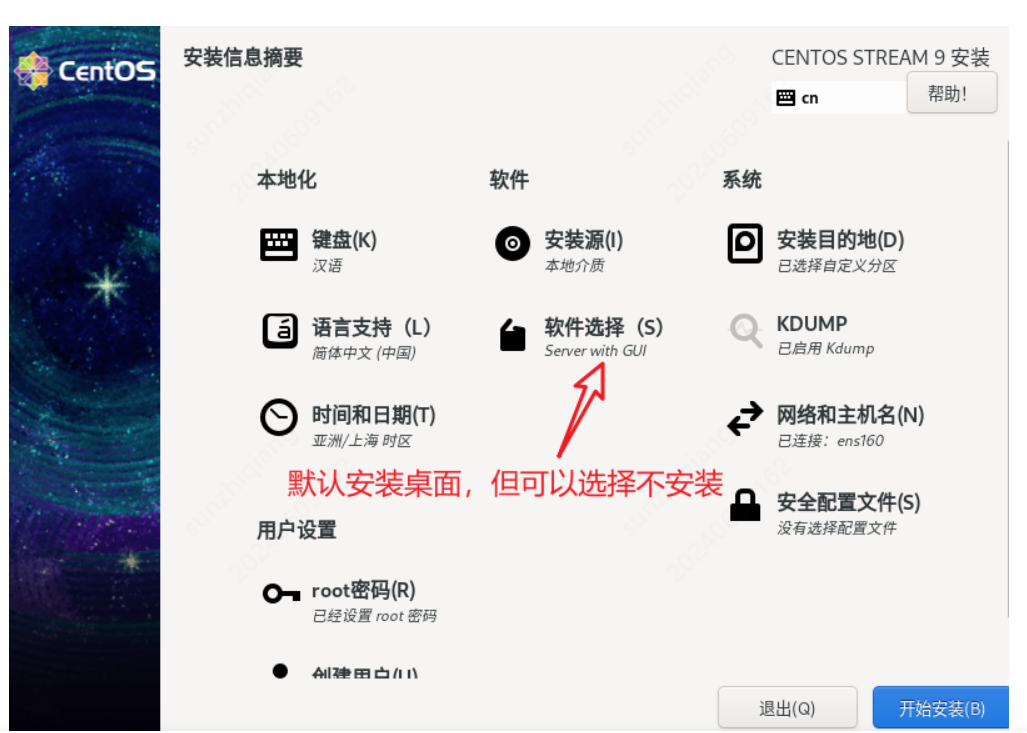 CentOS
安装信息摘要
CENTOS STREAM 9 安装
cn
帮助!
本地化
软件
系统
键盘(K)
汉语
安装源(I)
本地介质
安装目的地(D)
已选择自定义分区
语言支持（L）
简体中文 (中国)
软件选择（S）
Server with GUI
KDUMP
已启用 Kdump
时间和日期(T)
亚洲/上海 时区
网络和主机名(N)
已连接：ens160
默认安装桌面，但可以选择不安装
安全配置文件(S)
没有选择配置文件
用户设置
root密码(R)
已经设置 root 密码
创建用户(U)
退出(Q)
开始安装(B)
sunzhiqiang
20240609162